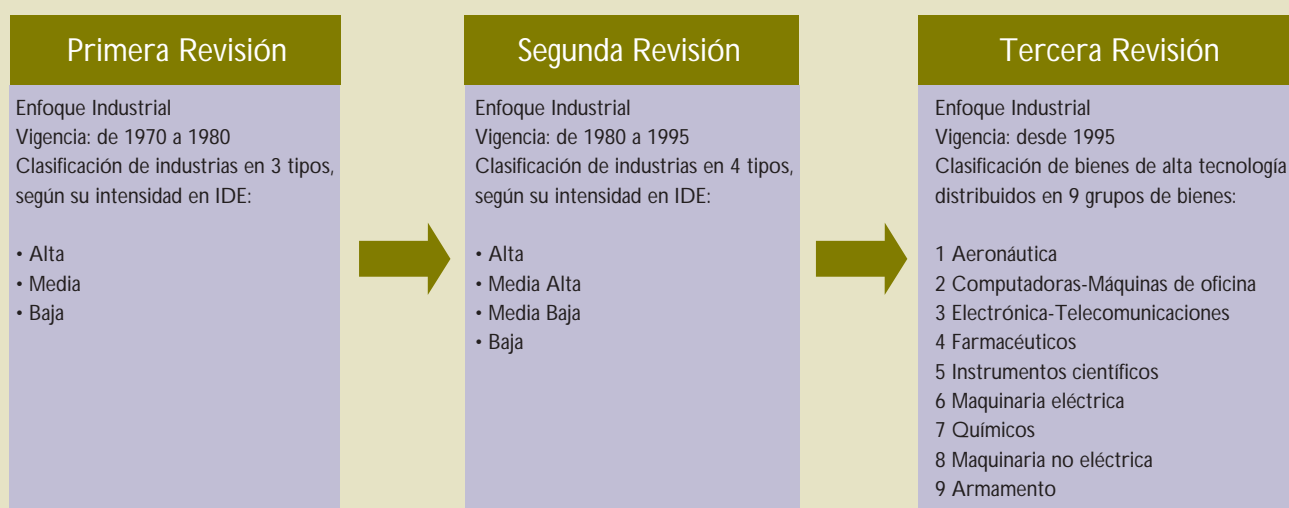 Primera Revisión
Enfoque Industrial
Vigencia: de 1970 a 1980
Clasificación de industrias en 3 tipos,
según su intensidad en IDE:
• Alta
• Media
• Baja
Segunda Revisión
Enfoque Industrial
Vigencia: de 1980 a 1995
Clasificación de industrias en 4 tipos,
según su intensidad en IDE:
• Alta
• Media Alta
• Media Baja
• Baja
Tercera Revisión
Enfoque Industrial
Vigencia: desde 1995
Clasificación de bienes de alta tecnología
distribuidos en 9 grupos de bienes:
1 Aeronáutica
2 Computadoras-Máquinas de oficina
3 Electrónica-Telecomunicaciones
4 Farmacéuticos
5 Instrumentos científicos
6 Maquinaria eléctrica
7 Químicos
8 Maquinaria no eléctrica
9 Armamento